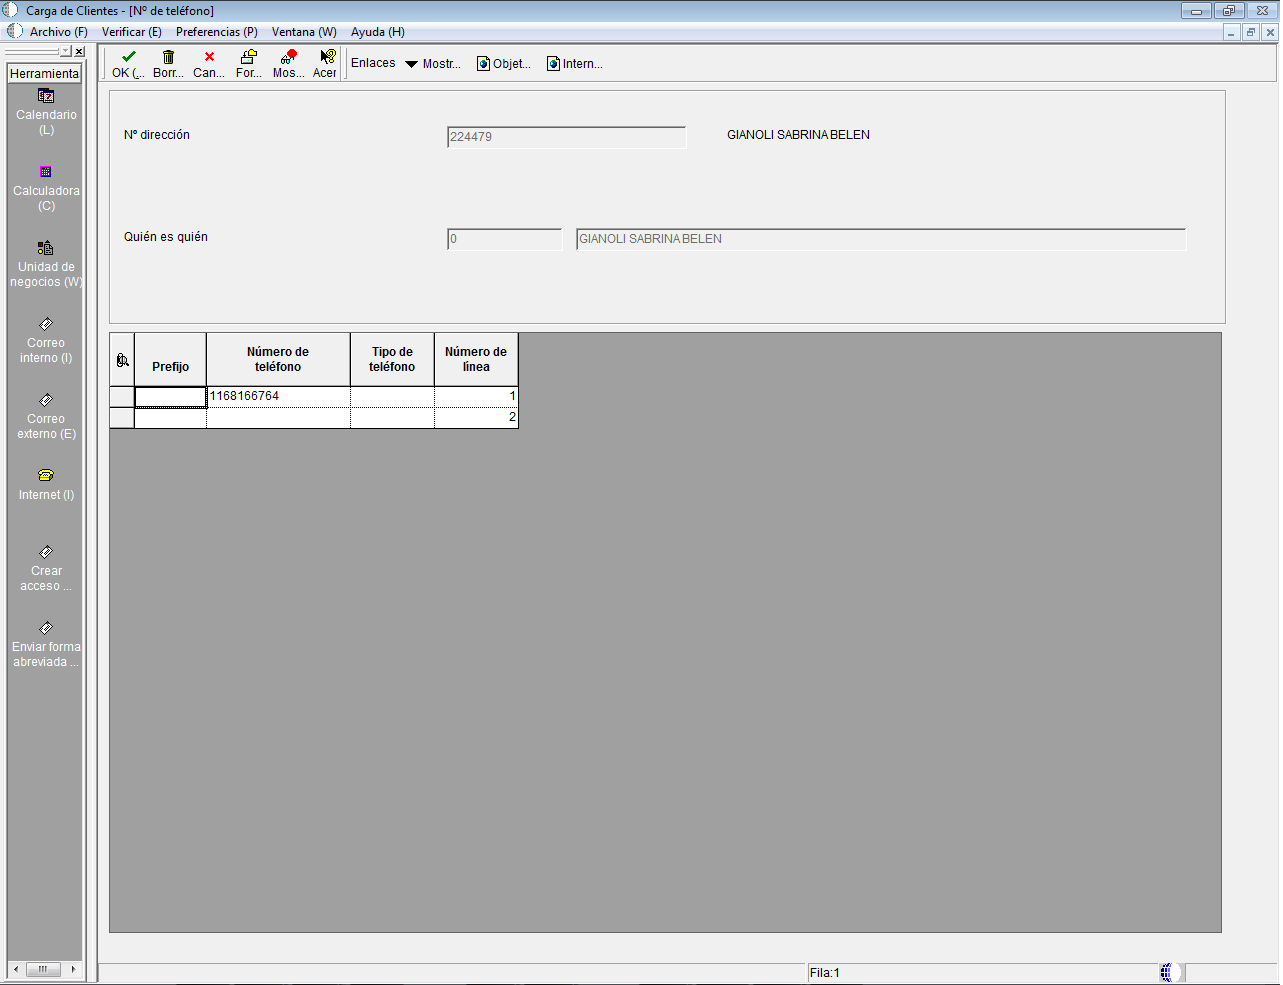 Carga de Clientes - [Nº de teléfono]
Archivo (F) Verificar (E) Preferencias (P) Ventana (W) Ayuda (H)
Herramienta
Calendario
(L)
Calculadora
(C)
Unidad de
negocios (W)
Correo
interno (I)
Correo
externo (E)
Internet (I)
Crear
acceso ...
Enviar forma
abreviada ...
OK (... Borr... Can... For... Mos... Acer
Enlaces Mostr... Objet... Intern...
Nº dirección 224479 GIANOLI SABRINA BELEN
Quién es quién 0 GIANOLI SABRINA BELEN
Prefijo Número de teléfono Tipo de teléfono Número de línea
1168166764 1
2
Fila:1